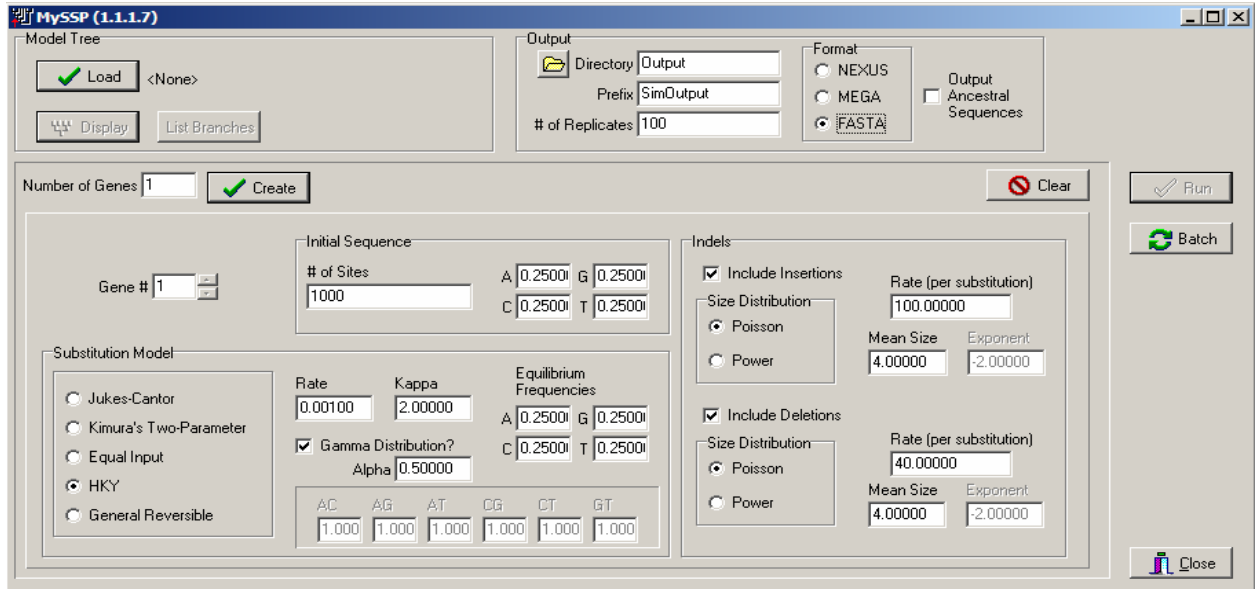 MySSP (1.1.1.7)
Model Tree
Load <None>
Display List Branches
Output
Directory Output
Prefix SimOutput
# of Replicates 100
Format
NEXUS
MEGA
FASTA
Output
Ancestral
Sequences
Number of Genes 1 Create Clear
Run
Batch
Gene # 1
Initial Sequence
# of Sites
1000
A 0.2500 G 0.2500
C 0.2500 T 0.2500
Substitution Model
Jukes-Cantor
Kimura's Two-Parameter
Equal Input
HKY
General Reversible
Rate Kappa
0.00100 2.00000
Gamma Distribution?
Alpha 0.50000
Equilibrium
Frequencies
A 0.2500 G 0.2500
C 0.2500 T 0.2500
AC AG AT CG CT GT
1.000 1.000 1.000 1.000 1.000 1.000
Indels
Include Insertions
Size Distribution
Poisson
Power
Rate (per substitution)
100.00000
Mean Size Exponent
4.00000 -2.00000
Include Deletions
Size Distribution
Poisson
Power
Rate (per substitution)
40.00000
Mean Size Exponent
4.00000 -2.00000
Close